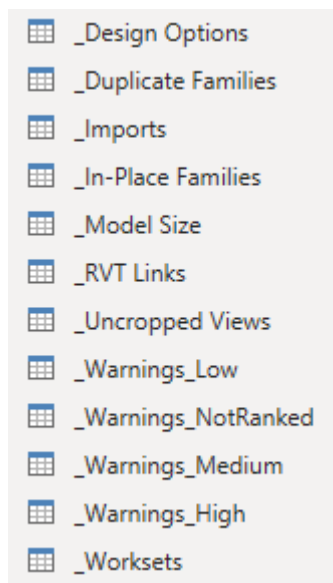 _Design Options
_Duplicate Families
_Imports
_In-Place Families
_Model Size
_RVT Links
_Uncropped Views
_Warnings_Low
_Warnings_NotRanked
_Warnings_Medium
_Warnings_High
_Worksets